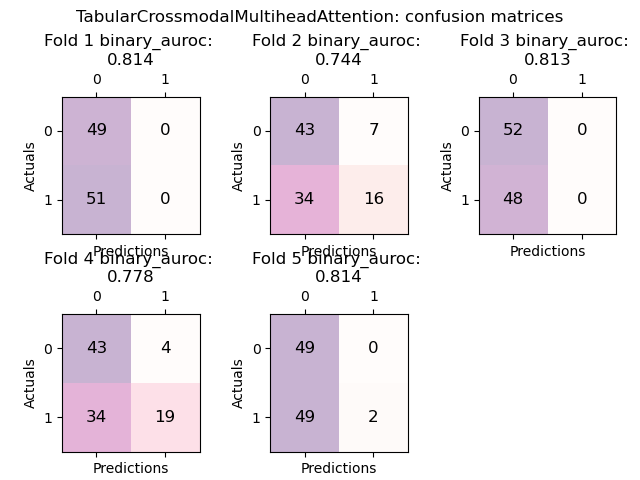 TabularCrossmodalMultiheadAttention: confusion matrices
Fold 1 binary_auroc:
0.814
0 1
Actuals
0 49 0
1 51 0
Predictions
Fold 2 binary_auroc:
0.744
0 1
Actuals
0 43 7
1 34 16
Predictions
Fold 3 binary_auroc:
0.813
0 1
Actuals
0 52 0
1 48 0
Predictions
Fold 4 binary_auroc:
0.778
0 1
Actuals
0 43 4
1 34 19
Predictions
Fold 5 binary_auroc:
0.814
0 1
Actuals
0 49 0
1 49 2
Predictions